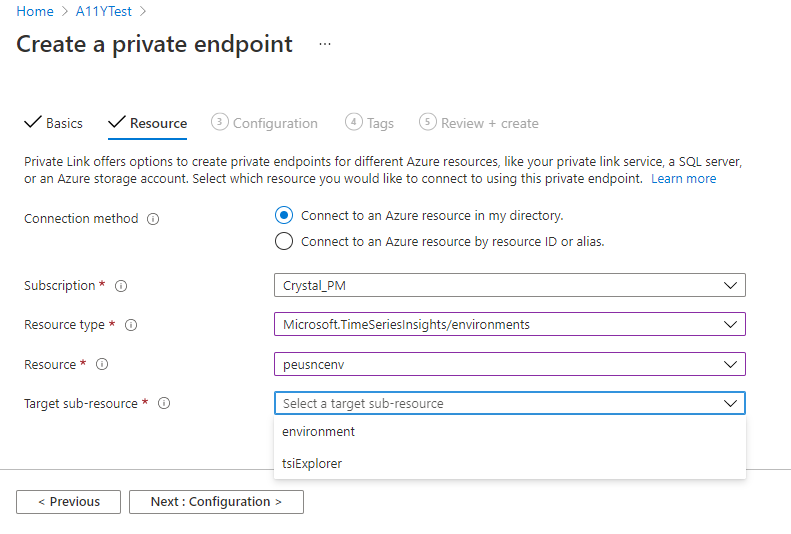 Home > A11YTest >
Create a private endpoint ...
Basics Resource 3 Configuration 4 Tags 5 Review + create
Private Link offers options to create private endpoints for different Azure resources, like your private link service, a SQL server,
or an Azure storage account. Select which resource you would like to connect to using this private endpoint. Learn more
Connection method Connect to an Azure resource in my directory.
Connect to an Azure resource by resource ID or alias.
Subscription * Crystal_PM
Resource type * Microsoft.TimeSeriesInsights/environments
Resource * peusncenv
Target sub-resource * Select a target sub-resource
environment
tsiExplorer
< Previous Next : Configuration >